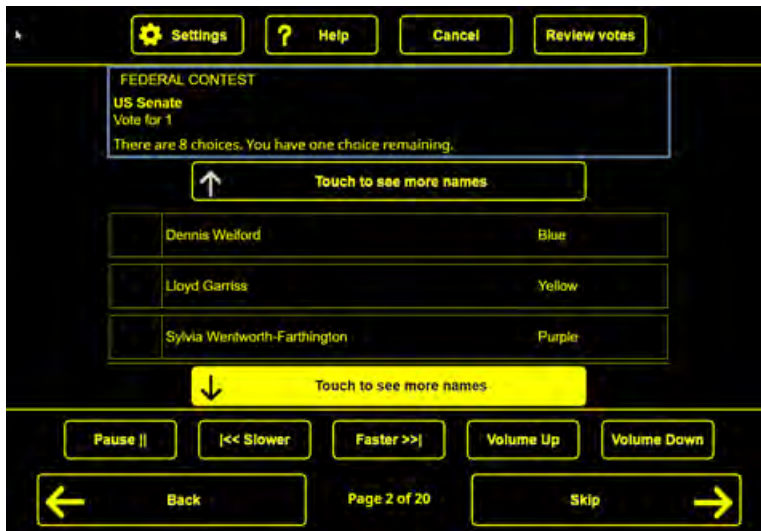 Settings ? Help Cancel Review votes
FEDERAL CONTEST
US Senate
Vote for 1
There are 8 choices. You have one choice remaining.
Touch to see more names
Dennis Weiford Blue
Lloyd Garriss Yellow
Sylvia Wentworth-Farthington Purple
Touch to see more names
Pause || |<< Slower Faster >>| Volume Up Volume Down
Back Page 2 of 20 Skip